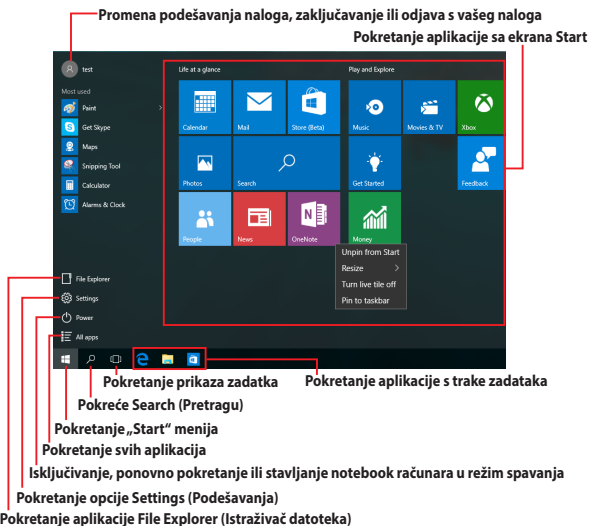 Promena podešavanja naloga, zaključavanje ili odjava s vašeg naloga
Pokretanje aplikacije sa ekrana Start
test
Most used
Paint
Get Skype
Maps
Snipping Tool
Calculator
Alarms & Clock
File Explorer
Settings
Power
All apps
Life at a glance
Calendar
Mail
Store (Beta)
Photos
Search
People
News
OneNote
Play and Explore
Music
Movies & TV
Xbox
Get Started
Feedback
Money
Unpin from Start
Resize
Turn live tile off
Pin to taskbar
Pokretanje prikaza zadatka
Pokretanje aplikacije s trake zadataka
Pokreće Search (Pretragu)
Pokretanje „Start“ menija
Pokretanje svih aplikacija
Isključivanje, ponovno pokretanje ili stavljanje notebook računara u režim spavanja
Pokretanje opcije Settings (Podešavanja)
Pokretanje aplikacije File Explorer (Istraživač datoteka)